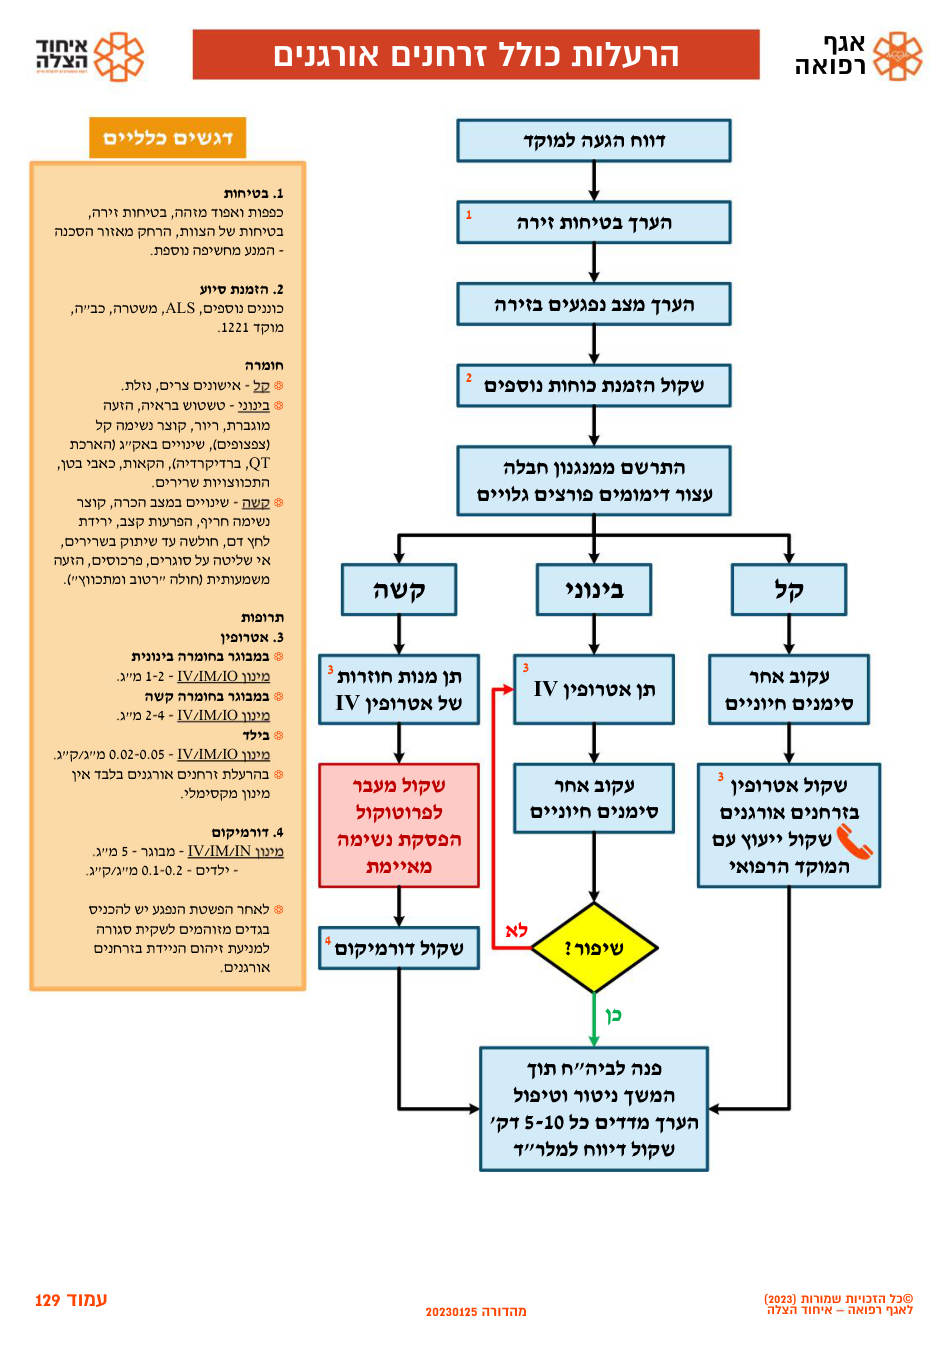 אגף
רפואה
הרעלות כולל זרחנים אורגנים
איחוד
הצלה
דווח הגעה למוקד
1
הערך בטיחות זירה
הערך מצב נפגעים בזירה
2
שקול הזמנת כוחות נוספים
התרשם ממנגנון חבלה
עצור דימומים פורצים גלויים
קל
בינוני
קשה
עקוב אחר
סימנים חיוניים
3
שקול אטרופין
בזרחנים אורגנים
שקול ייעוץ עם
המוקד הרפואי
3
תן אטרופין IV
עקוב אחר
סימנים חיוניים
שיפור?
לא
כן
3
תן מנות חוזרות
של אטרופין IV
שקול מעבר
לפרוטוקול
הפסקת נשימה
מאיימת
4
שקול דורמיקום
פנה לביה״ח תוך
המשך ניטור וטיפול
הערך מדדים כל 5-10 דק׳
שקול דיווח למלר״ד
דגשים כלליים
1. בטיחות
כפפות ואפוד מזהה, בטיחות זירה,
בטיחות של הצוות, הרחק מאזור הסכנה
- המנע מחשיפה נוספת.
2. הזמנת סיוע
כוננים נוספים, ALS, משטרה, כב״ה,
מוקד 1221.
חומרה
קל - אישונים צרים, נזלת.
בינוני - טשטוש בראיה, הזעה
מוגברת, ריור, קוצר נשימה קל
(צפצופים), שינויים באק״ג (הארכת
QT, ברדיקרדיה), הקאות, כאבי בטן,
התכווצויות שרירים.
קשה - שינויים במצב הכרה, קוצר
נשימה חריף, הפרעות קצב, ירידת
לחץ דם, חולשה עד שיתוק בשרירים,
אי שליטה על סוגרים, פרכוסים, הזעה
משמעותית (חולה ״רטוב ומתכווץ״).
תרופות
3. אטרופין
במבוגר בחומרה בינונית
מינון IV/IM/IO - 1-2 מ״ג.
במבוגר בחומרה קשה
מינון IV/IM/IO - 2-4 מ״ג.
בילד
מינון IV/IM/IO - 0.02-0.05 מ״ג/ק״ג.
בהרעלת זרחנים אורגנים בלבד אין
מינון מקסימלי.
4. דורמיקום
מינון IV/IM/IN - מבוגר - 5 מ״ג.
- ילדים - 0.1-0.2 מ״ג/ק״ג.
לאחר הפשטת הנפגע יש להכניס
בגדים מזוהמים לשקית סגורה
למניעת זיהום הניידת בזרחנים
אורגנים.
©כל הזכויות שמורות (2023)
לאגף רפואה – איחוד הצלה
מהדורה 20230125
עמוד 129